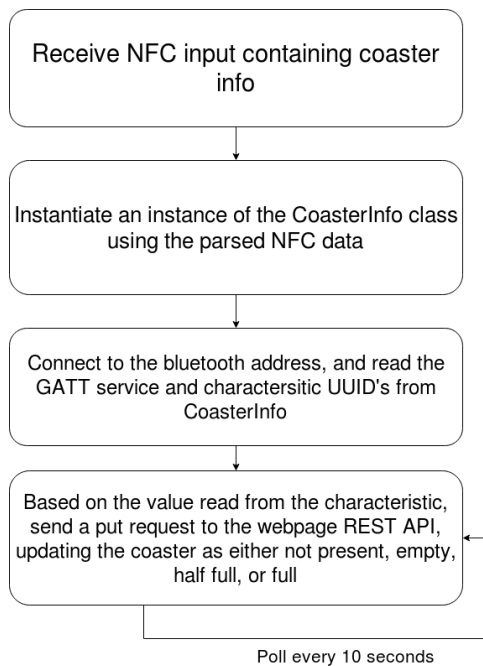 Receive NFC input containing coaster
info
Instantiate an instance of the CoasterInfo class
using the parsed NFC data
Connect to the bluetooth address, and read the
GATT service and charactersitic UUID's from
CoasterInfo
Based on the value read from the characteristic,
send a put request to the webpage REST API,
updating the coaster as either not present, empty,
half full, or full
Poll every 10 seconds